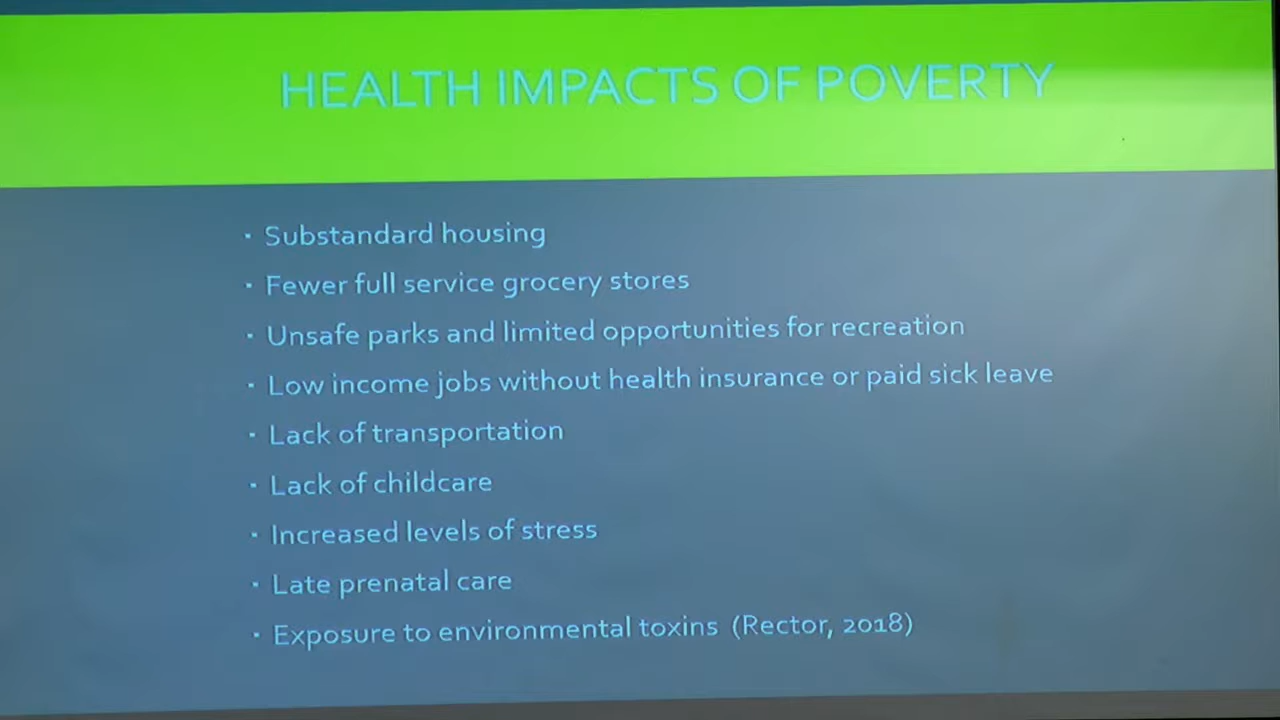 HEALTH IMPACTS OF POVERTY
▪ Substandard housing
▪ Fewer full service grocery stores
▪ Unsafe parks and limited opportunities for recreation
▪ Low income jobs without health insurance or paid sick leave
▪ Lack of transportation
▪ Lack of childcare
▪ Increased levels of stress
▪ Late prenatal care
▪ Exposure to environmental toxins (Rector, 2018)